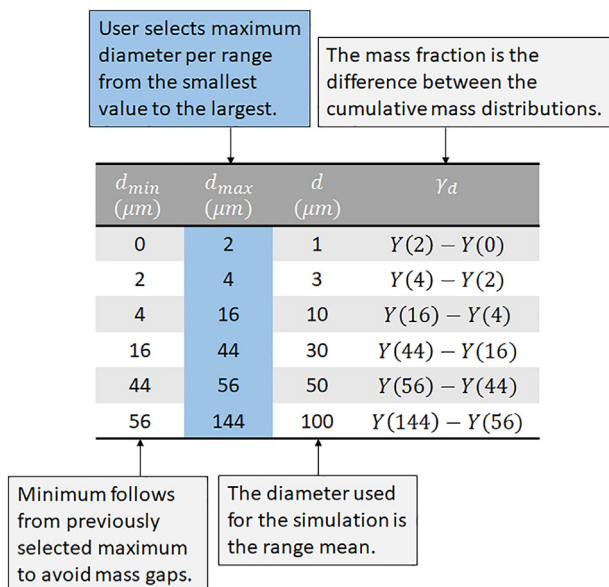 User selects maximum
diameter per range
from the smallest
value to the largest.
The mass fraction is the
difference between the
cumulative mass distributions.
d_min d_max d γ_d
(μm) (μm) (μm)
0 2 1 Y(2) − Y(0)
2 4 3 Y(4) − Y(2)
4 16 10 Y(16) − Y(4)
16 44 30 Y(44) − Y(16)
44 56 50 Y(56) − Y(44)
56 144 100 Y(144) − Y(56)
Minimum follows
from previously
selected maximum
to avoid mass gaps.
The diameter used
for the simulation is
the range mean.